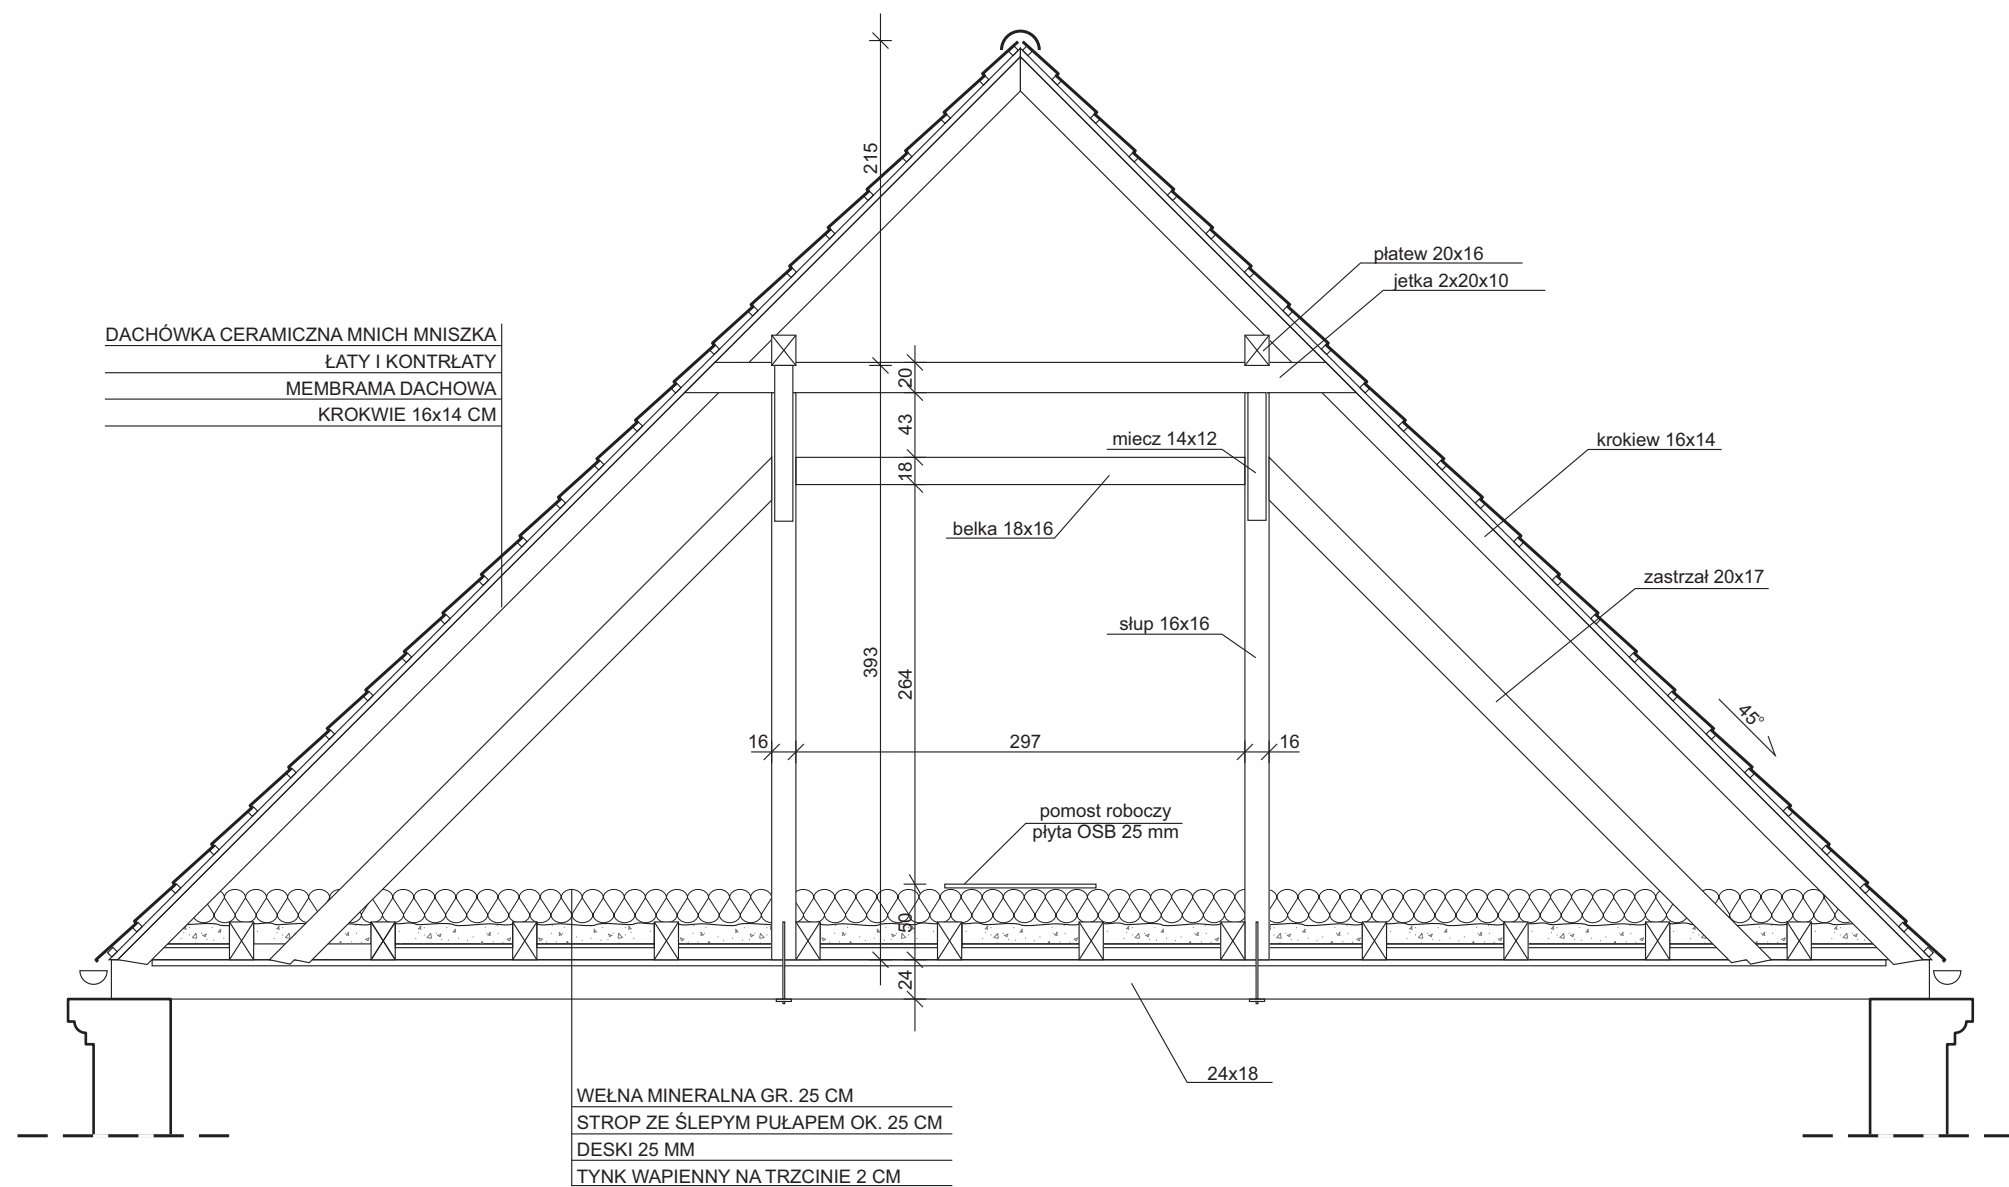 215
płatew 20x16
jetka 2x20x10
DACHÓWKA CERAMICZNA MNICH MNISZKA
ŁATY I KONTRŁATY
MEMBRAMA DACHOWA
KROKWIE 16x14 CM
20
43
18
miecz 14x12
krokiew 16x14
belka 18x16
zastrzał 20x17
słup 16x16
393
264
45°
16
297
16
pomost roboczy
płyta OSB 25 mm
50
24
24x18
WEŁNA MINERALNA GR. 25 CM
STROP ZE ŚLEPYM PUŁAPEM OK. 25 CM
DESKI 25 MM
TYNK WAPIENNY NA TRZCINIE 2 CM